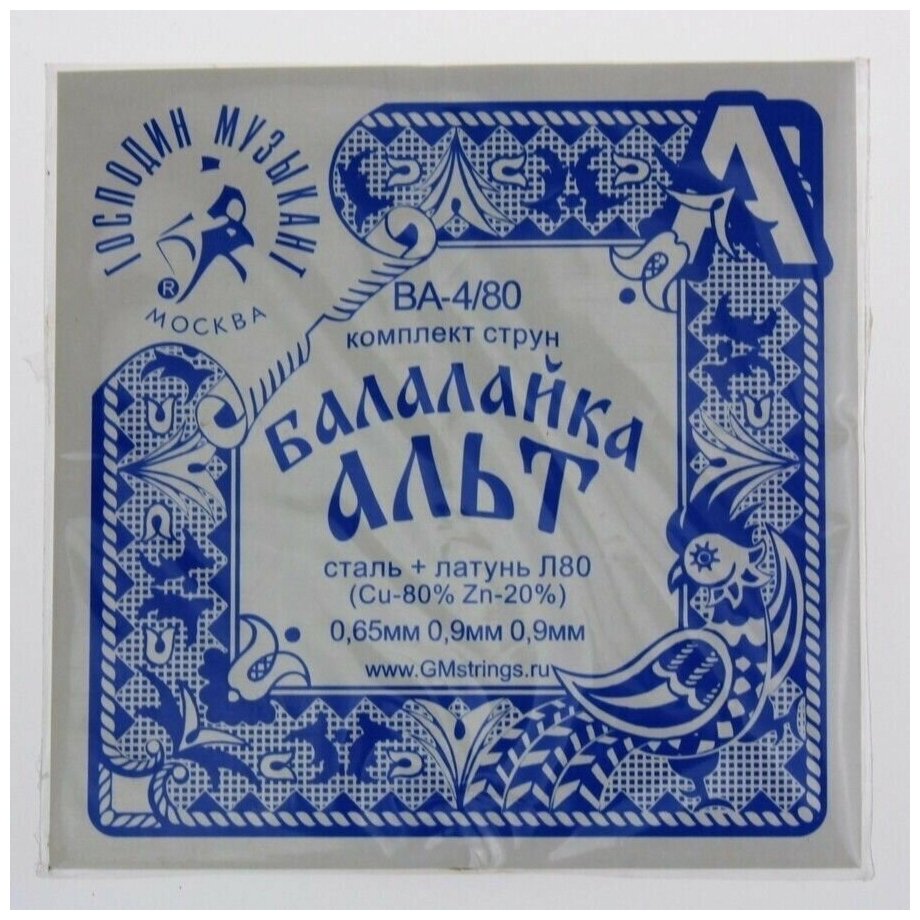 ГОСПОДИН МУЗЫКАНТ
®
МОСКВА
А
BA-4/80
комплект струн
БАЛАЛАЙКА
АЛЬТ
сталь + латунь Л80
(Cu-80% Zn-20%)
0,65мм 0,9мм 0,9мм
www.GMstrings.ru